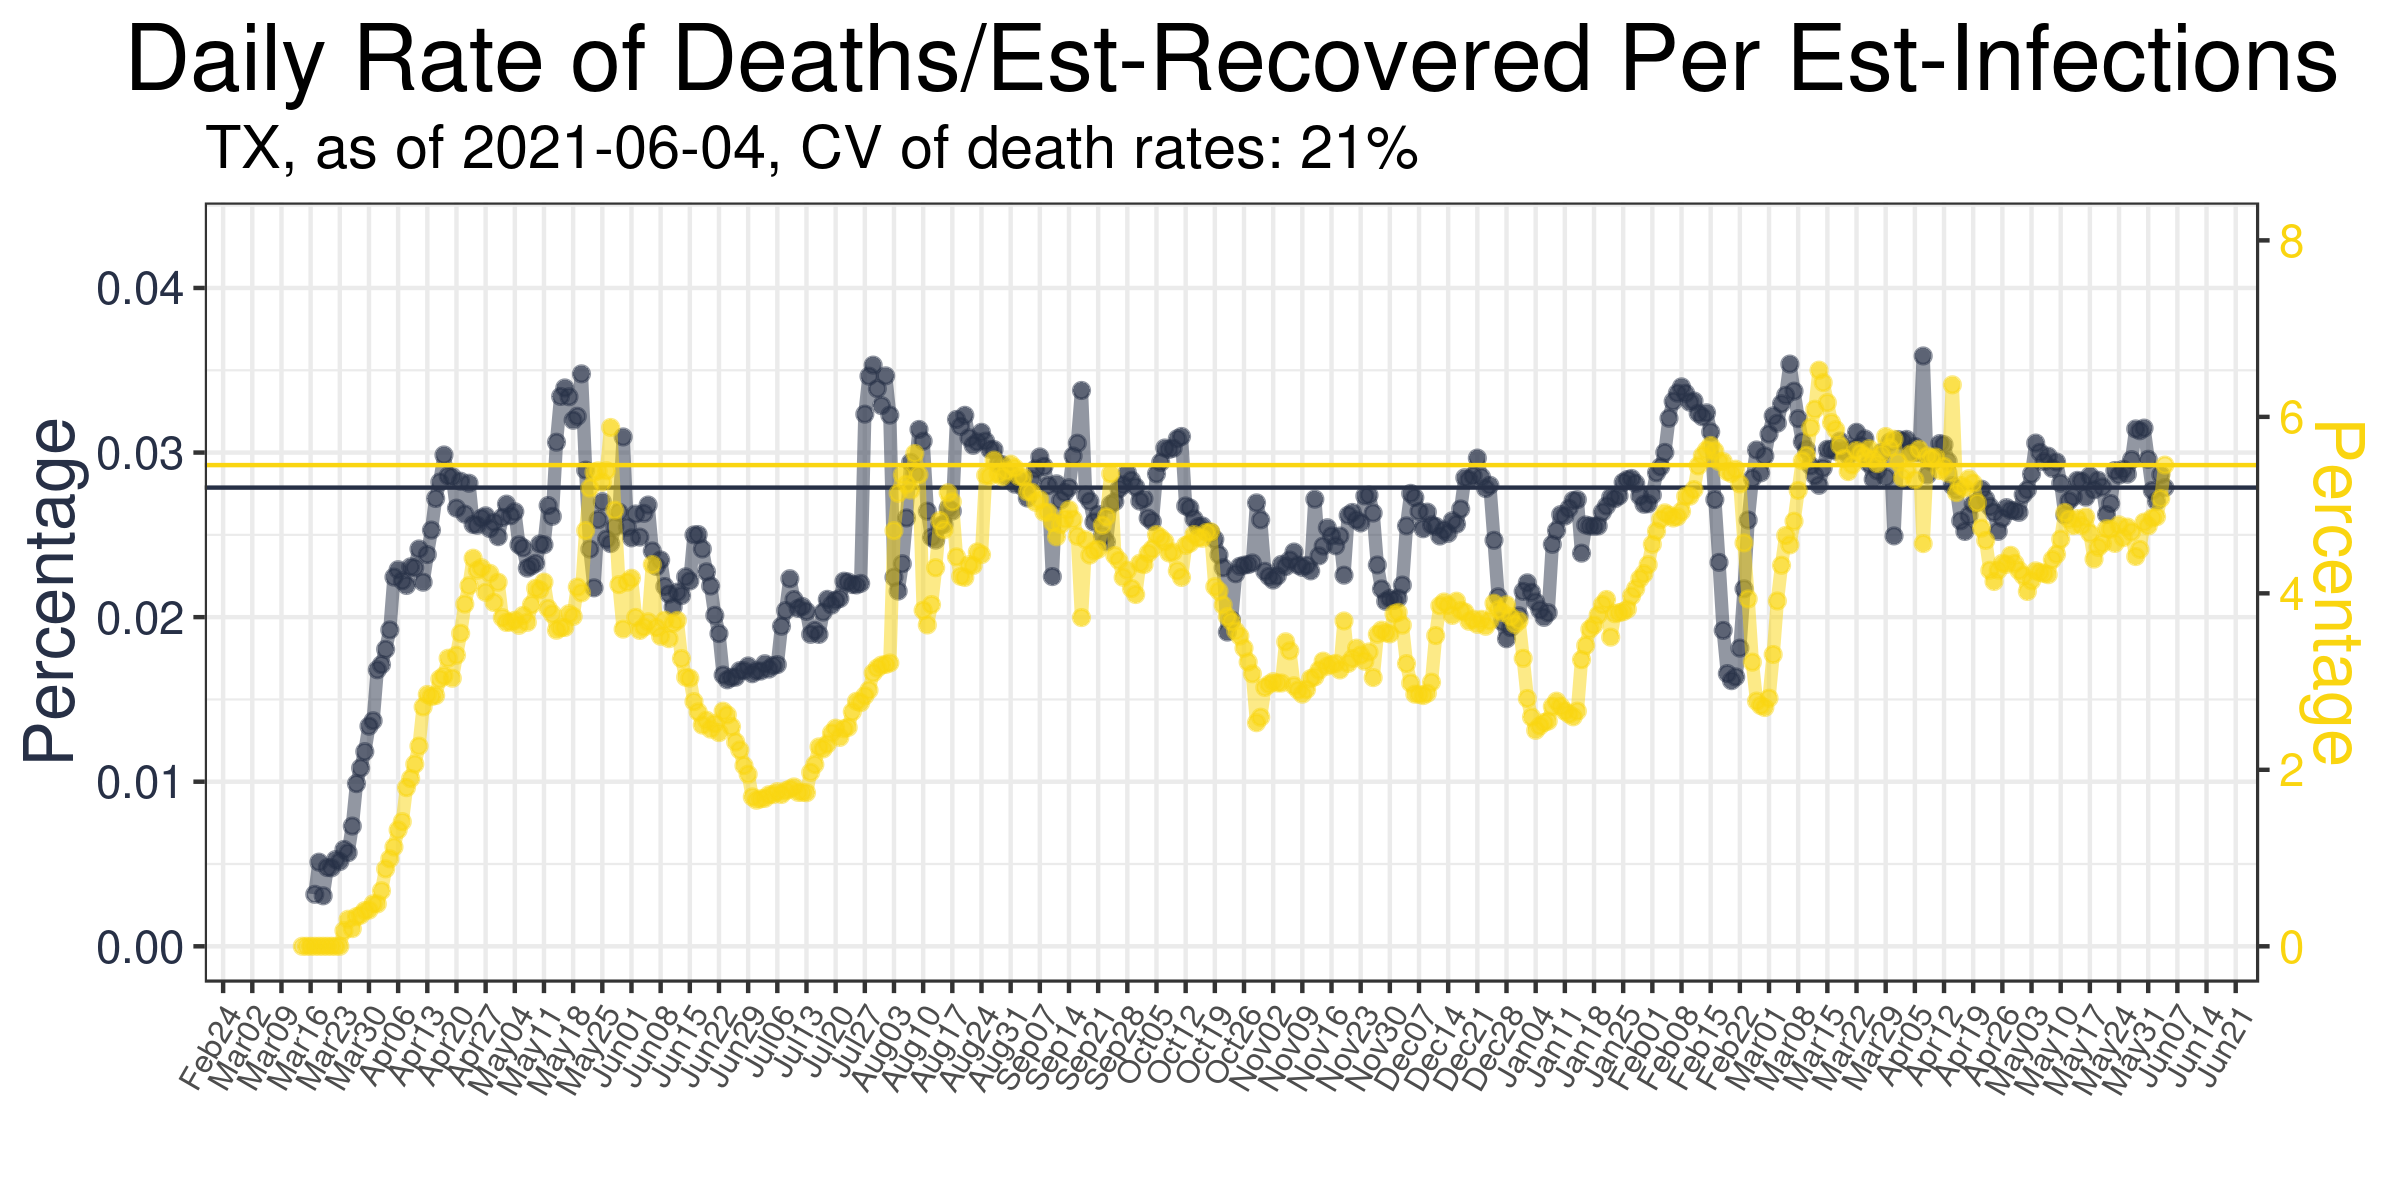 Daily Rate of Deaths/Est-Recovered Per Est-Infections
TX, as of 2021-06-04, CV of death rates: 21%
Percentage
0.04
0.03
0.02
0.01
0.00
8
6
4
2
0
Percentage
Feb24
Mar02
Mar09
Mar16
Mar23
Mar30
Apr06
Apr13
Apr20
Apr27
May04
May11
May18
May25
Jun01
Jun08
Jun15
Jun22
Jun29
Jul06
Jul13
Jul20
Jul27
Aug03
Aug10
Aug17
Aug24
Aug31
Sep07
Sep14
Sep21
Sep28
Oct05
Oct12
Oct19
Oct26
Nov02
Nov09
Nov16
Nov23
Nov30
Dec07
Dec14
Dec21
Dec28
Jan04
Jan11
Jan18
Jan25
Feb01
Feb08
Feb15
Feb22
Mar01
Mar08
Mar15
Mar22
Mar29
Apr05
Apr12
Apr19
Apr26
May03
May10
May17
May24
May31
Jun07
Jun14
Jun21